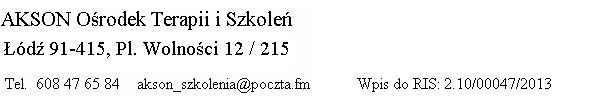 AKSON Ośrodek Terapii i Szkoleń
Łódź 91-415, Pl. Wolności 12 / 215
Tel. 608 47 65 84 akson_szkolenia@poczta.fm Wpis do RIS: 2.10/00047/2013